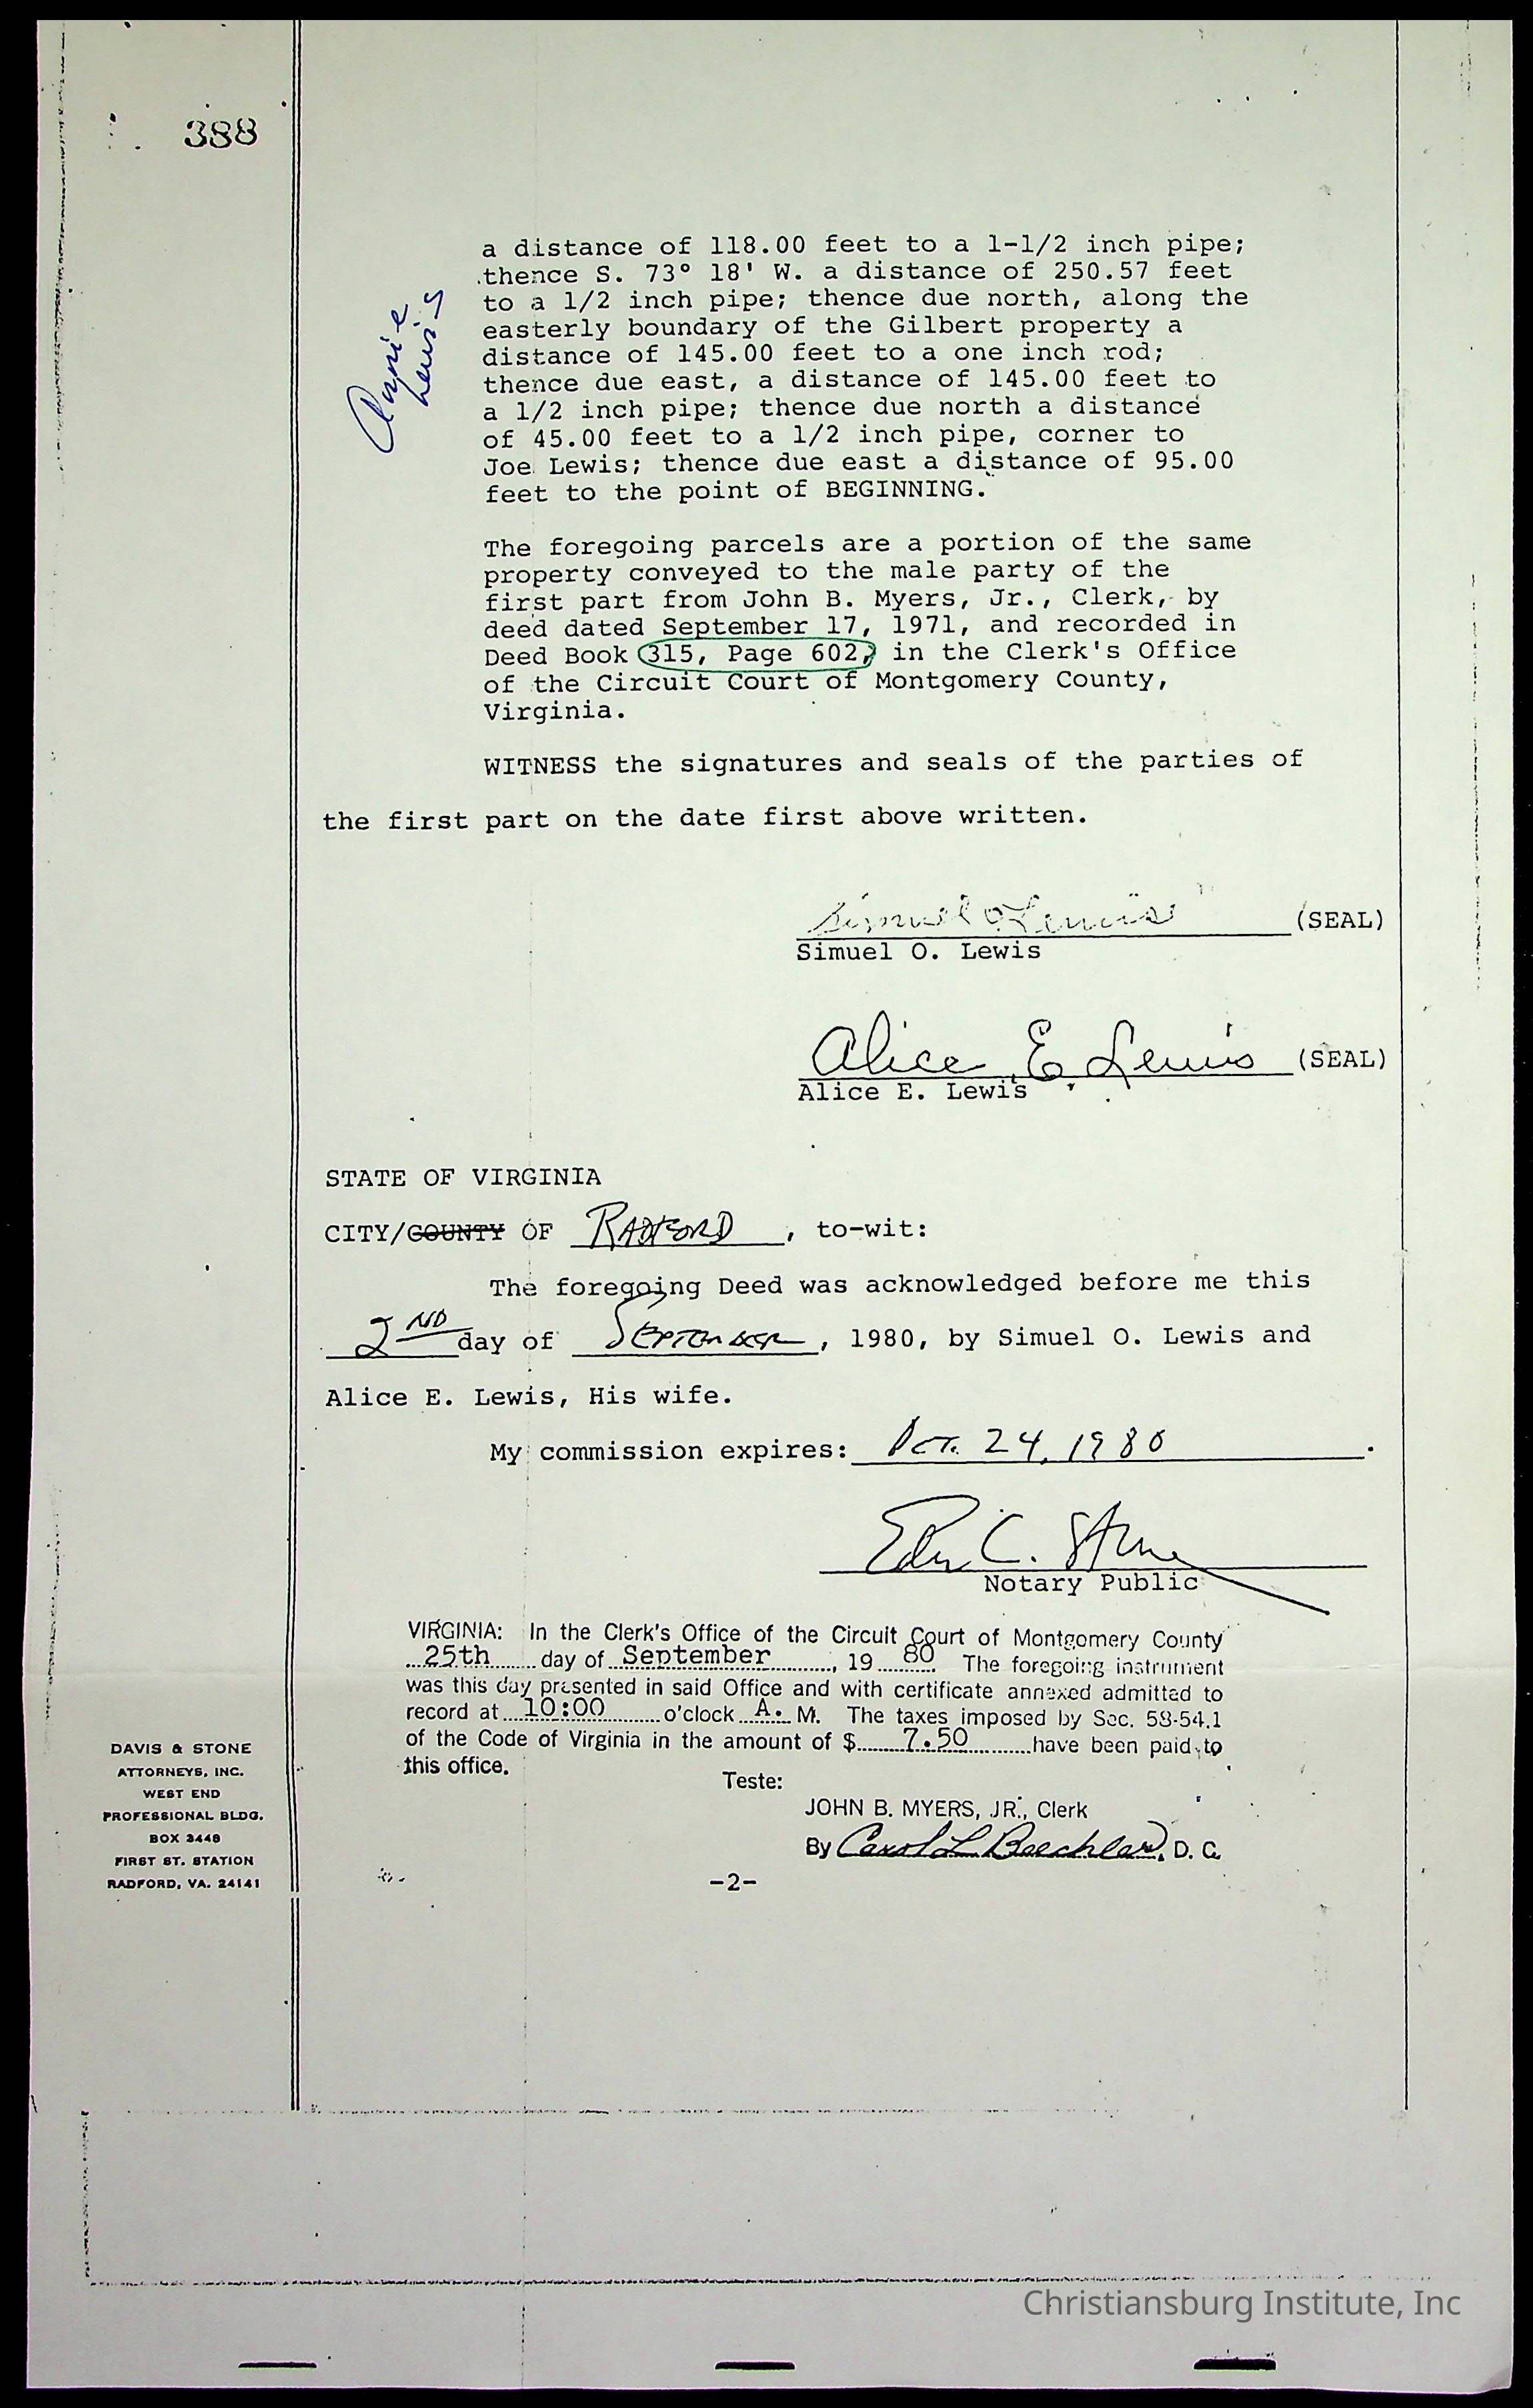 388
Annie
Lewis
a distance of 118.00 feet to a 1-1/2 inch pipe;
thence S. 73° 18' W. a distance of 250.57 feet
to a 1/2 inch pipe; thence due north, along the
easterly boundary of the Gilbert property a
distance of 145.00 feet to a one inch rod;
thence due east, a distance of 145.00 feet to
a 1/2 inch pipe; thence due north a distance
of 45.00 feet to a 1/2 inch pipe, corner to
Joe Lewis; thence due east a distance of 95.00
feet to the point of BEGINNING.
The foregoing parcels are a portion of the same
property conveyed to the male party of the
first part from John B. Myers, Jr., Clerk, by
deed dated September 17, 1971, and recorded in
Deed Book 315, Page 602, in the Clerk's Office
of the Circuit Court of Montgomery County,
Virginia.
WITNESS the signatures and seals of the parties of
the first part on the date first above written.
Simuel O Lewis (SEAL)
Simuel O. Lewis
Alice E. Lewis (SEAL)
Alice E. Lewis
STATE OF VIRGINIA
CITY/COUNTY OF RADFORD, to-wit:
The foregoing Deed was acknowledged before me this
2ND day of SEPTEMBER, 1980, by Simuel O. Lewis and
Alice E. Lewis, His wife.
My commission expires: Oct. 24, 1980.
C. Stone
Notary Public
VIRGINIA: In the Clerk's Office of the Circuit Court of Montgomery County
25th day of September, 19 80. The foregoing instrument
was this day presented in said Office and with certificate annexed admitted to
record at 10:00 o'clock A. M. The taxes imposed by Sec. 58-54.1
of the Code of Virginia in the amount of $ 7.50 have been paid to
this office.
Teste:
JOHN B. MYERS, JR., Clerk
By Carol L Beechler, D. C.
-2-
DAVIS & STONE
ATTORNEYS, INC.
WEST END
PROFESSIONAL BLDG.
BOX 3448
FIRST ST. STATION
RADFORD, VA. 24141
Christiansburg Institute, Inc